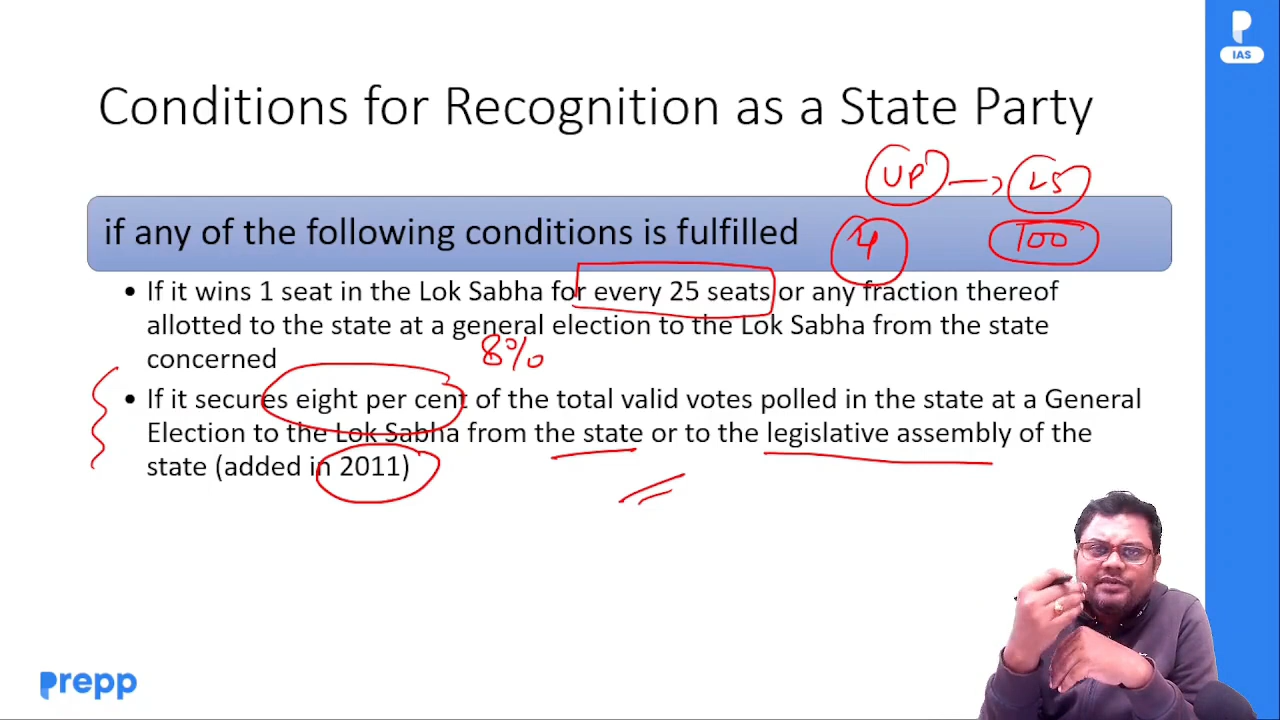 IAS
Conditions for Recognition as a State Party
UP → LS
if any of the following conditions is fulfilled
4 100
• If it wins 1 seat in the Lok Sabha for every 25 seats or any fraction thereof
allotted to the state at a general election to the Lok Sabha from the state
concerned
8%
• If it secures eight per cent of the total valid votes polled in the state at a General
Election to the Lok Sabha from the state or to the legislative assembly of the
state (added in 2011)
prepp